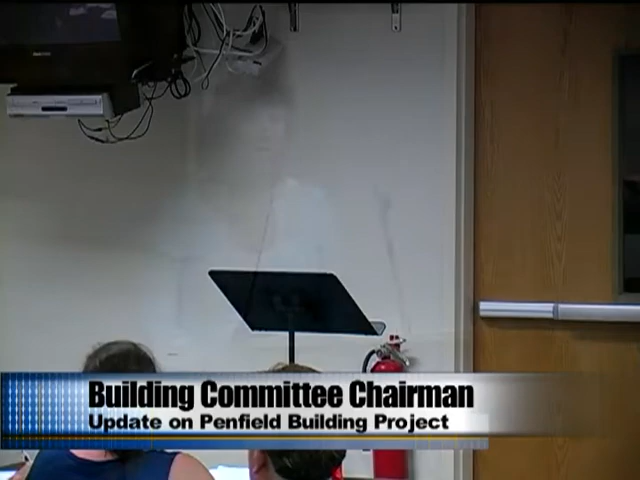 Building Committee Chairman
Update on Penfield Building Project